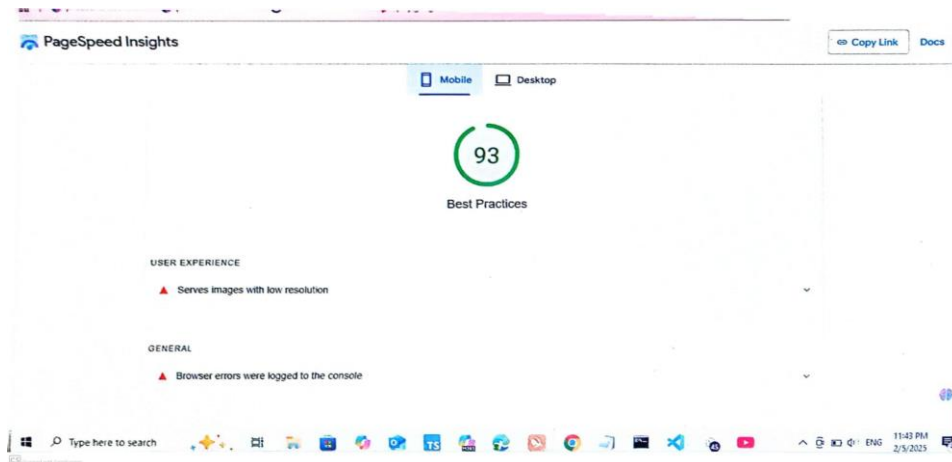 PageSpeed Insights
Copy Link Docs
Mobile Desktop
93
Best Practices
USER EXPERIENCE
Serves images with low resolution
GENERAL
Browser errors were logged to the console
Type here to search TS ENG 11:43 PM
2/5/2025